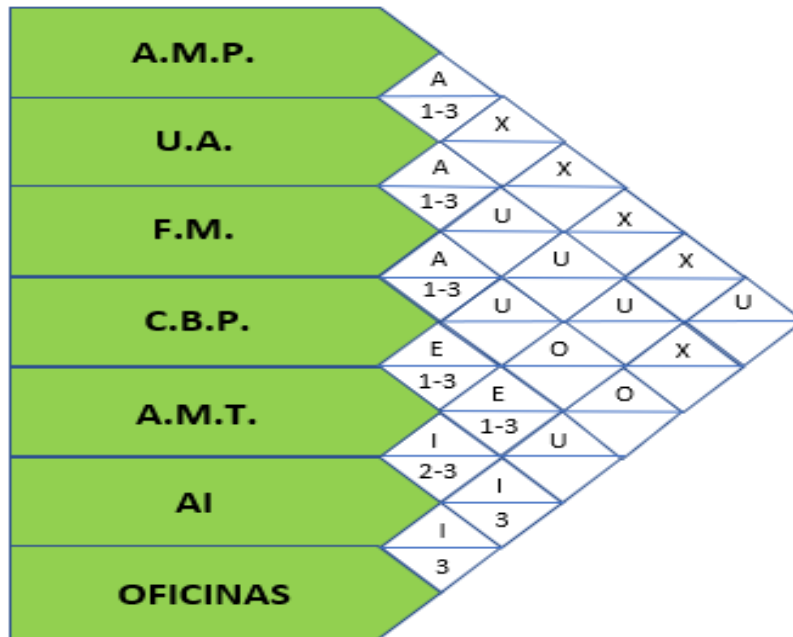 A.M.P.
A
1-3
X
U.A.
X
A
1-3
U
X
F.M.
U
X
A
1-3
U
U
U
C.B.P.
E
1-3
O
X
E
1-3
O
A.M.T.
I
2-3
U
AI
I
3
I
3
OFICINAS